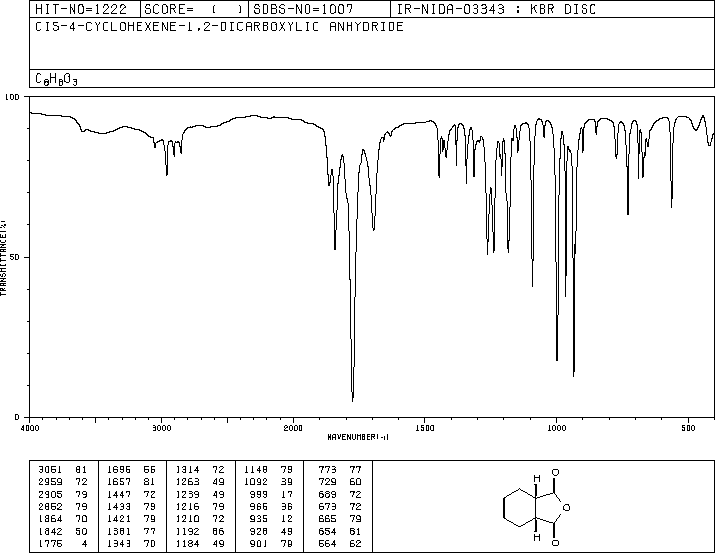 HIT-NO=1222 SCORE= ( ) SDBS-NO=1007 IR-NIDA-03343 : KBR DISC
CIS-4-CYCLOHEXENE-1,2-DICARBOXYLIC ANHYDRIDE
C8H8O3
100
50
0
TRANSMITTANCE(%)
4000 3000 2000 1500 1000 500
WAVENUMBER(-1)
3061 81 1696 56 1314 72 1148 79 773 77
2959 72 1657 81 1263 49 1092 39 729 60
2905 79 1447 72 1239 49 999 17 689 72
2852 79 1433 79 1216 79 966 36 673 72
1864 70 1421 79 1210 72 935 12 665 79
1842 50 1381 77 1192 86 928 49 654 81
1775 4 1343 70 1184 49 901 79 564 62
H
O
O
H
O